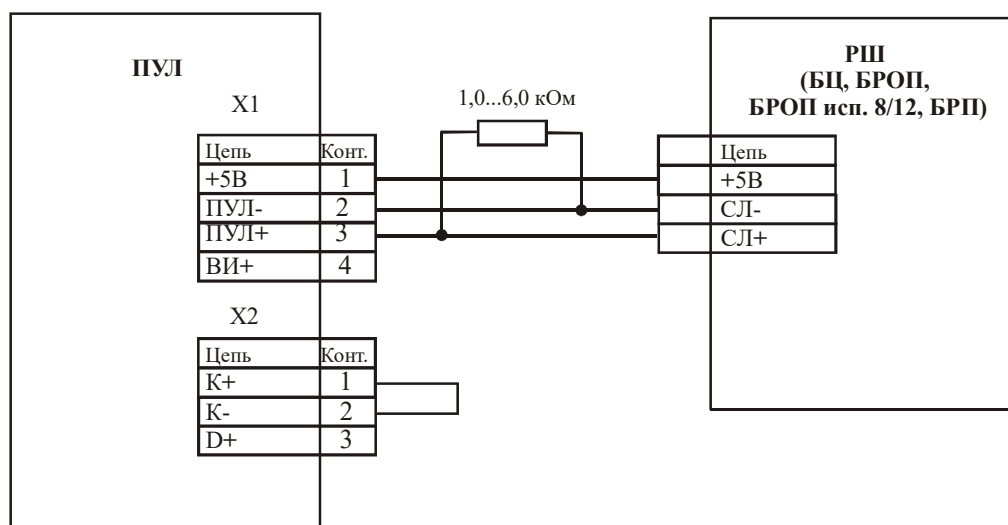 ПУЛ
X1
Цепь Конт.
+5В 1
ПУЛ- 2
ПУЛ+ 3
ВИ+ 4
X2
Цепь Конт.
К+ 1
К- 2
D+ 3
1,0...6,0 кОм
РШ
(БЦ, БРОП,
БРОП исп. 8/12, БРП)
Цепь
+5В
СЛ-
СЛ+